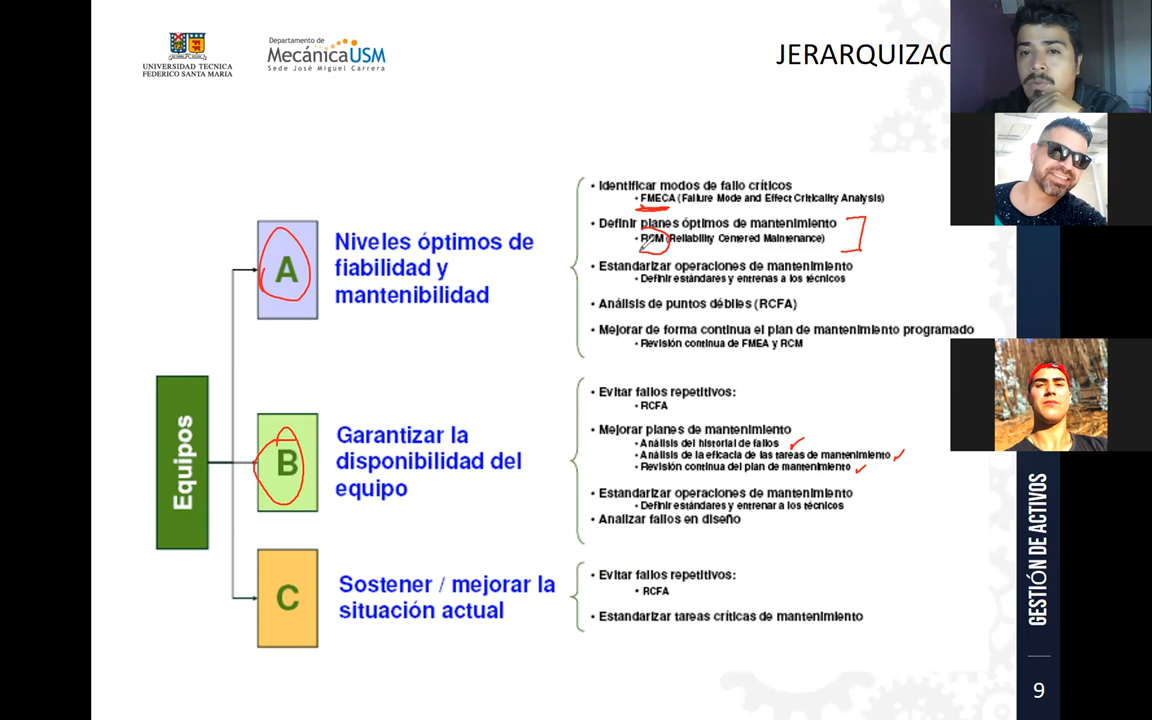 UNIVERSIDAD TECNICA
FEDERICO SANTA MARIA
Departamento de
MecánicaUSM
Sede José Miguel Carrera
JERARQUIZAC
Equipos
A
Niveles óptimos de
fiabilidad y
mantenibilidad
• Identificar modos de fallo críticos
• FMECA (Failure Mode and Effect Criticality Analysis)
• Definir planes óptimos de mantenimiento
• RCM (Reliability Centered Maintenance)
• Estandarizar operaciones de mantenimiento
• Definir estándares y entrenas a los técnicos
• Análisis de puntos débiles (RCFA)
• Mejorar de forma continua el plan de mantenimiento programado
• Revisión continua de FMEA y RCM
B
Garantizar la
disponibilidad del
equipo
• Evitar fallos repetitivos:
• RCFA
• Mejorar planes de mantenimiento
• Análisis del historial de fallos
• Análisis de la eficacia de las tareas de mantenimiento
• Revisión continua del plan de mantenimiento
• Estandarizar operaciones de mantenimiento
• Definir estándares y entrenar a los técnicos
• Analizar fallos en diseño
C
Sostener / mejorar la
situación actual
• Evitar fallos repetitivos:
• RCFA
• Estandarizar tareas críticas de mantenimiento
GESTIÓN DE ACTIVOS
9